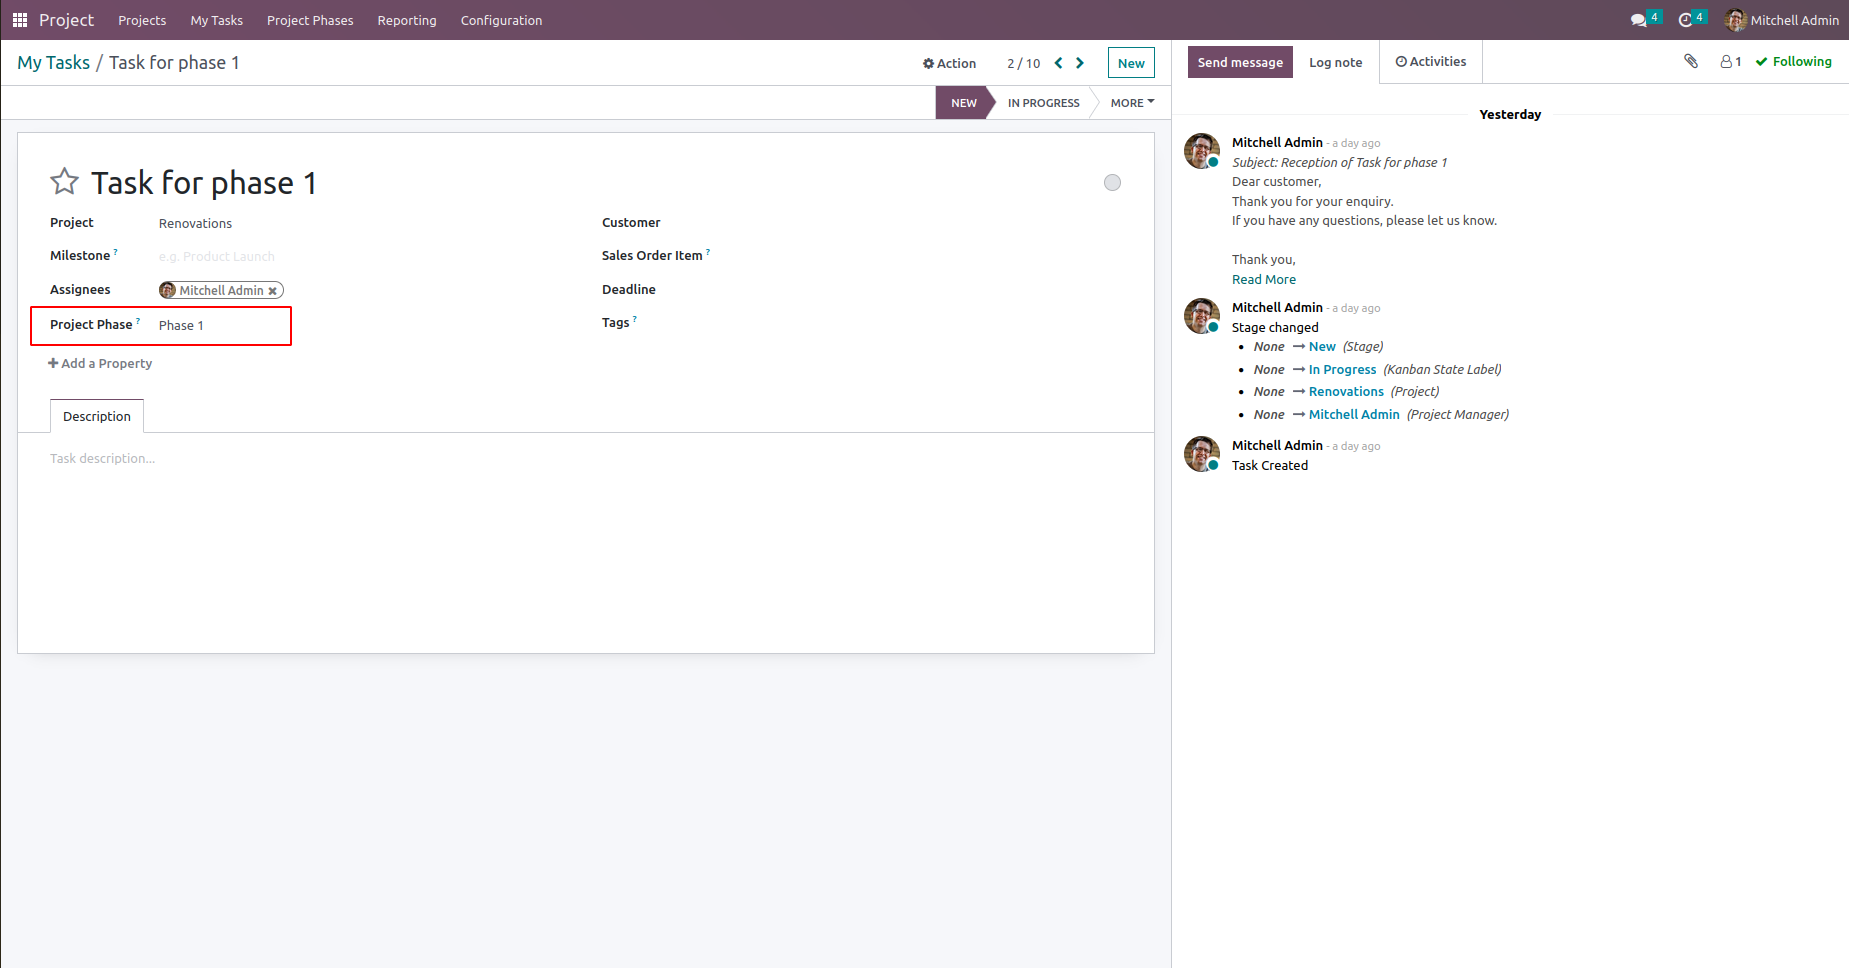 Project Projects My Tasks Project Phases Reporting Configuration 4 4 Mitchell Admin
My Tasks / Task for phase 1 Action 2 / 10 New
NEW IN PROGRESS MORE
Task for phase 1
Project Renovations
Milestone ? e.g. Product Launch
Assignees Mitchell Admin
Project Phase ? Phase 1
Add a Property
Customer
Sales Order Item ?
Deadline
Tags ?
Description
Task description...
Send message Log note Activities 1 Following
Yesterday
Mitchell Admin - a day ago
Subject: Reception of Task for phase 1
Dear customer,
Thank you for your enquiry.
If you have any questions, please let us know.
Thank you,
Read More
Mitchell Admin - a day ago
Stage changed
• None → New (Stage)
• None → In Progress (Kanban State Label)
• None → Renovations (Project)
• None → Mitchell Admin (Project Manager)
Mitchell Admin - a day ago
Task Created